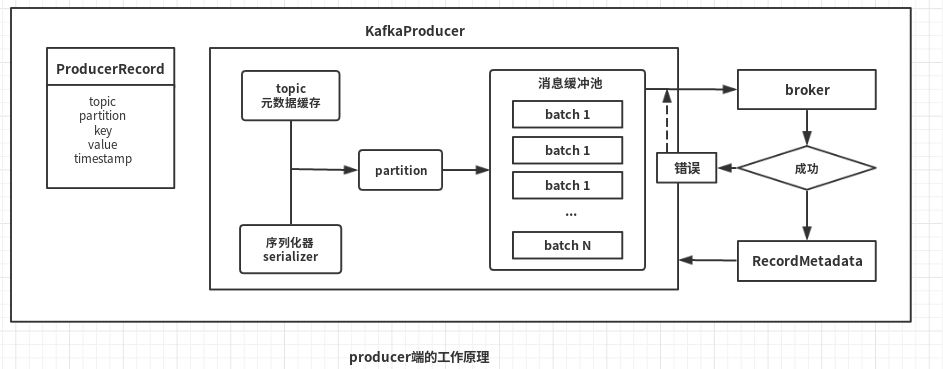 KafkaProducer
ProducerRecord
topic
partition
key
value
timestamp
topic
元数据缓存
序列化器
serializer
partition
消息缓冲池
batch 1
batch 1
batch 1
...
batch N
错误
broker
成功
RecordMetadata
producer端的工作原理